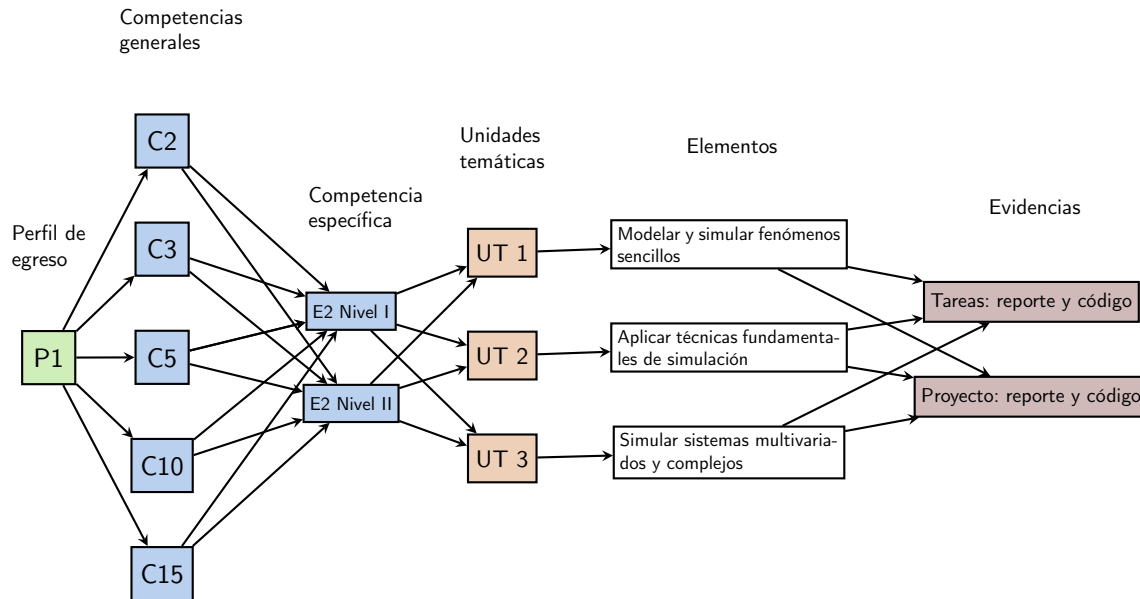 Competencias
generales
C2
C3
C5
C10
C15
Perfil de
egreso
P1
Competencia
específica
E2 Nivel I
E2 Nivel II
Unidades
temáticas
UT 1
UT 2
UT 3
Elementos
Modelar y simular fenómenos
sencillos
Aplicar técnicas fundamenta-
les de simulación
Simular sistemas multivaria-
dos y complejos
Evidencias
Tareas: reporte y código
Proyecto: reporte y código